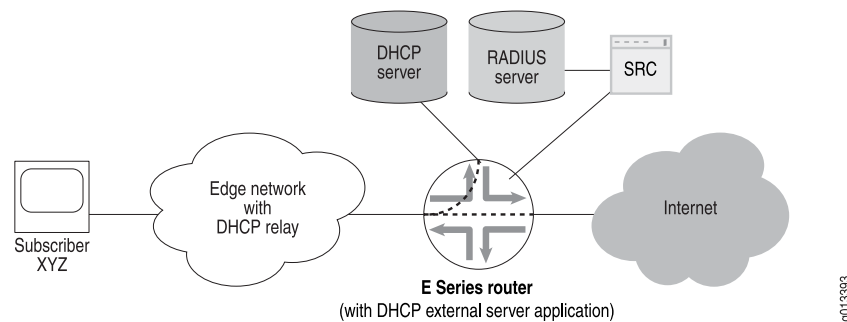 DHCP
server
RADIUS
server
SRC
Edge network
with
DHCP relay
Internet
Subscriber
XYZ
E Series router
(with DHCP external server application)
g013393